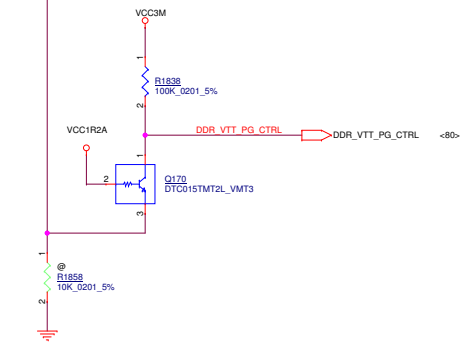 VCC3M
1
R1838
100K_0201_5%
2
VCC1R2A
DDR_VTT_PG_CTRL
DDR_VTT_PG_CTRL <80>
1
2
Q170
DTC015TMT2L_VMT3
3
1
@
R1858
10K_0201_5%
2